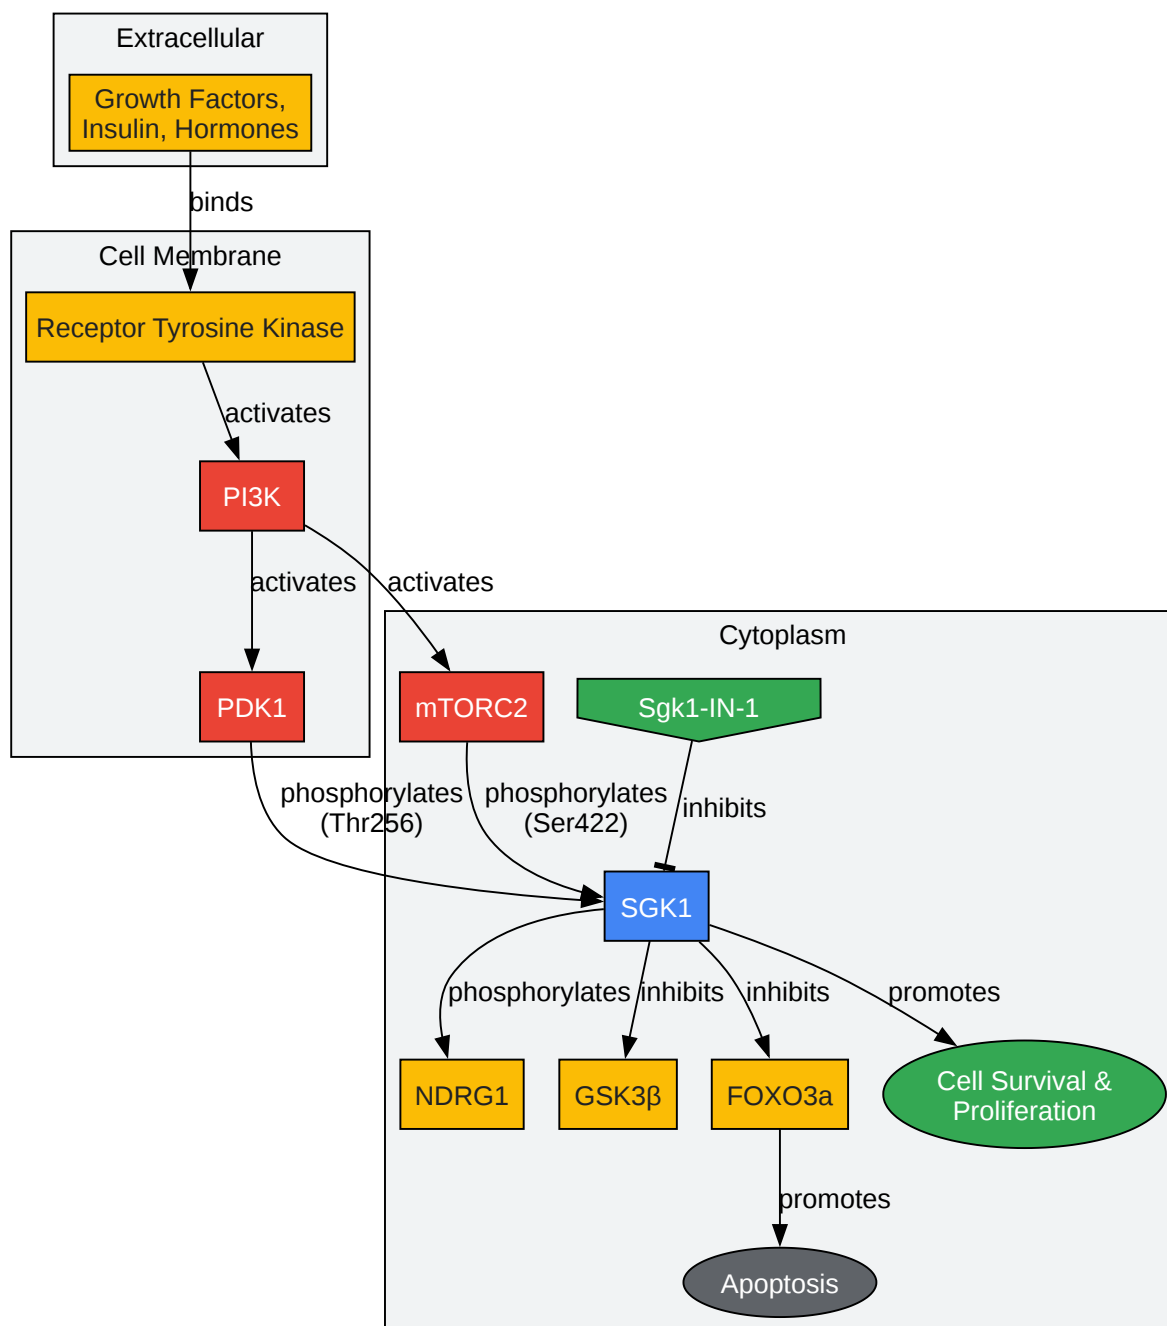 Extracellular
Growth Factors,
Insulin, Hormones
binds
Cell Membrane
Receptor Tyrosine Kinase
activates
PI3K
activates
activates
Cytoplasm
PDK1
mTORC2
Sgk1-IN-1
phosphorylates
(Thr256)
phosphorylates
(Ser422)
inhibits
SGK1
phosphorylates
inhibits
inhibits
promotes
NDRG1
GSK3β
FOXO3a
Cell Survival &
Proliferation
promotes
Apoptosis